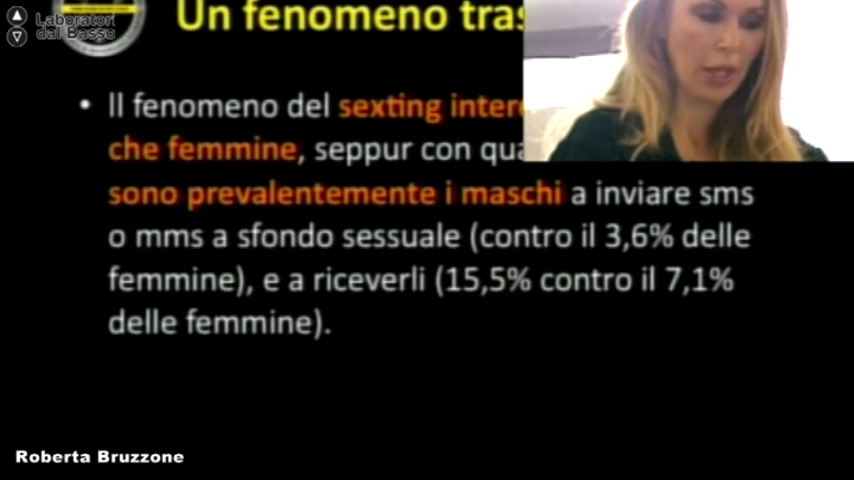 Laboratori
dal Basso
Un fenomeno tras
Il fenomeno del sexting inter
che femmine, seppur con qua
sono prevalentemente i maschi a inviare sms
o mms a sfondo sessuale (contro il 3,6% delle
femmine), e a riceverli (15,5% contro il 7,1%
delle femmine).
Roberta Bruzzone